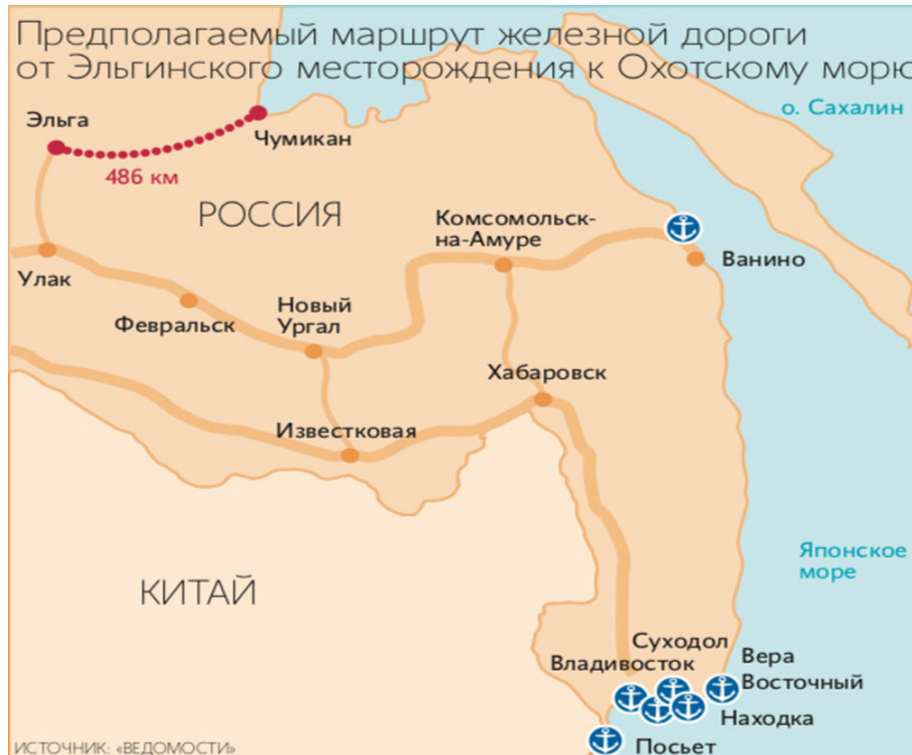 Предполагаемый маршрут железной дороги
от Эльгинского месторождения к Охотскому морю
о. Сахалин
Эльга
Чумикан
486 км
РОССИЯ
Комсомольск-
на-Амуре
Ванино
Улак
Новый
Ургал
Февральск
Хабаровск
Известковая
Японское
море
КИТАЙ
Суходол
Владивосток
Вера
Восточный
Находка
Посьет
ИСТОЧНИК: «ВЕДОМОСТИ»